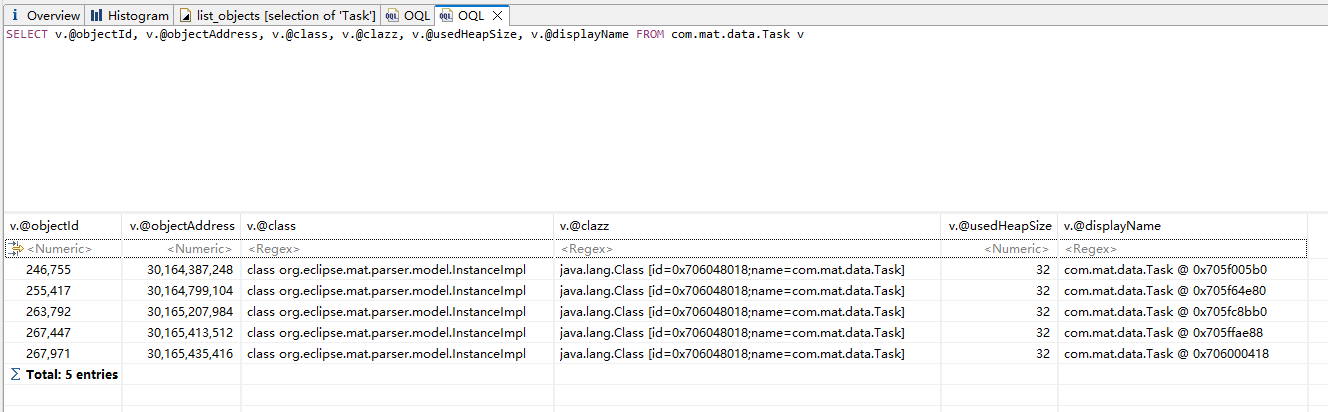 i Overview Histogram list_objects [selection of 'Task'] OQL OQL
SELECT v.@objectId, v.@objectAddress, v.@class, v.@clazz, v.@usedHeapSize, v.@displayName FROM com.mat.data.Task v
v.@objectId v.@objectAddress v.@class v.@clazz v.@usedHeapSize v.@displayName
<Numeric> <Numeric> <Regex> <Regex> <Numeric> <Regex>
246,755 30,164,387,248 class org.eclipse.mat.parser.model.InstanceImpl java.lang.Class [id=0x706048018;name=com.mat.data.Task] 32 com.mat.data.Task @ 0x705f005b0
255,417 30,164,799,104 class org.eclipse.mat.parser.model.InstanceImpl java.lang.Class [id=0x706048018;name=com.mat.data.Task] 32 com.mat.data.Task @ 0x705f64e80
263,792 30,165,207,984 class org.eclipse.mat.parser.model.InstanceImpl java.lang.Class [id=0x706048018;name=com.mat.data.Task] 32 com.mat.data.Task @ 0x705fc8bb0
267,447 30,165,413,512 class org.eclipse.mat.parser.model.InstanceImpl java.lang.Class [id=0x706048018;name=com.mat.data.Task] 32 com.mat.data.Task @ 0x705ffae88
267,971 30,165,435,416 class org.eclipse.mat.parser.model.InstanceImpl java.lang.Class [id=0x706048018;name=com.mat.data.Task] 32 com.mat.data.Task @ 0x706000418
∑ Total: 5 entries